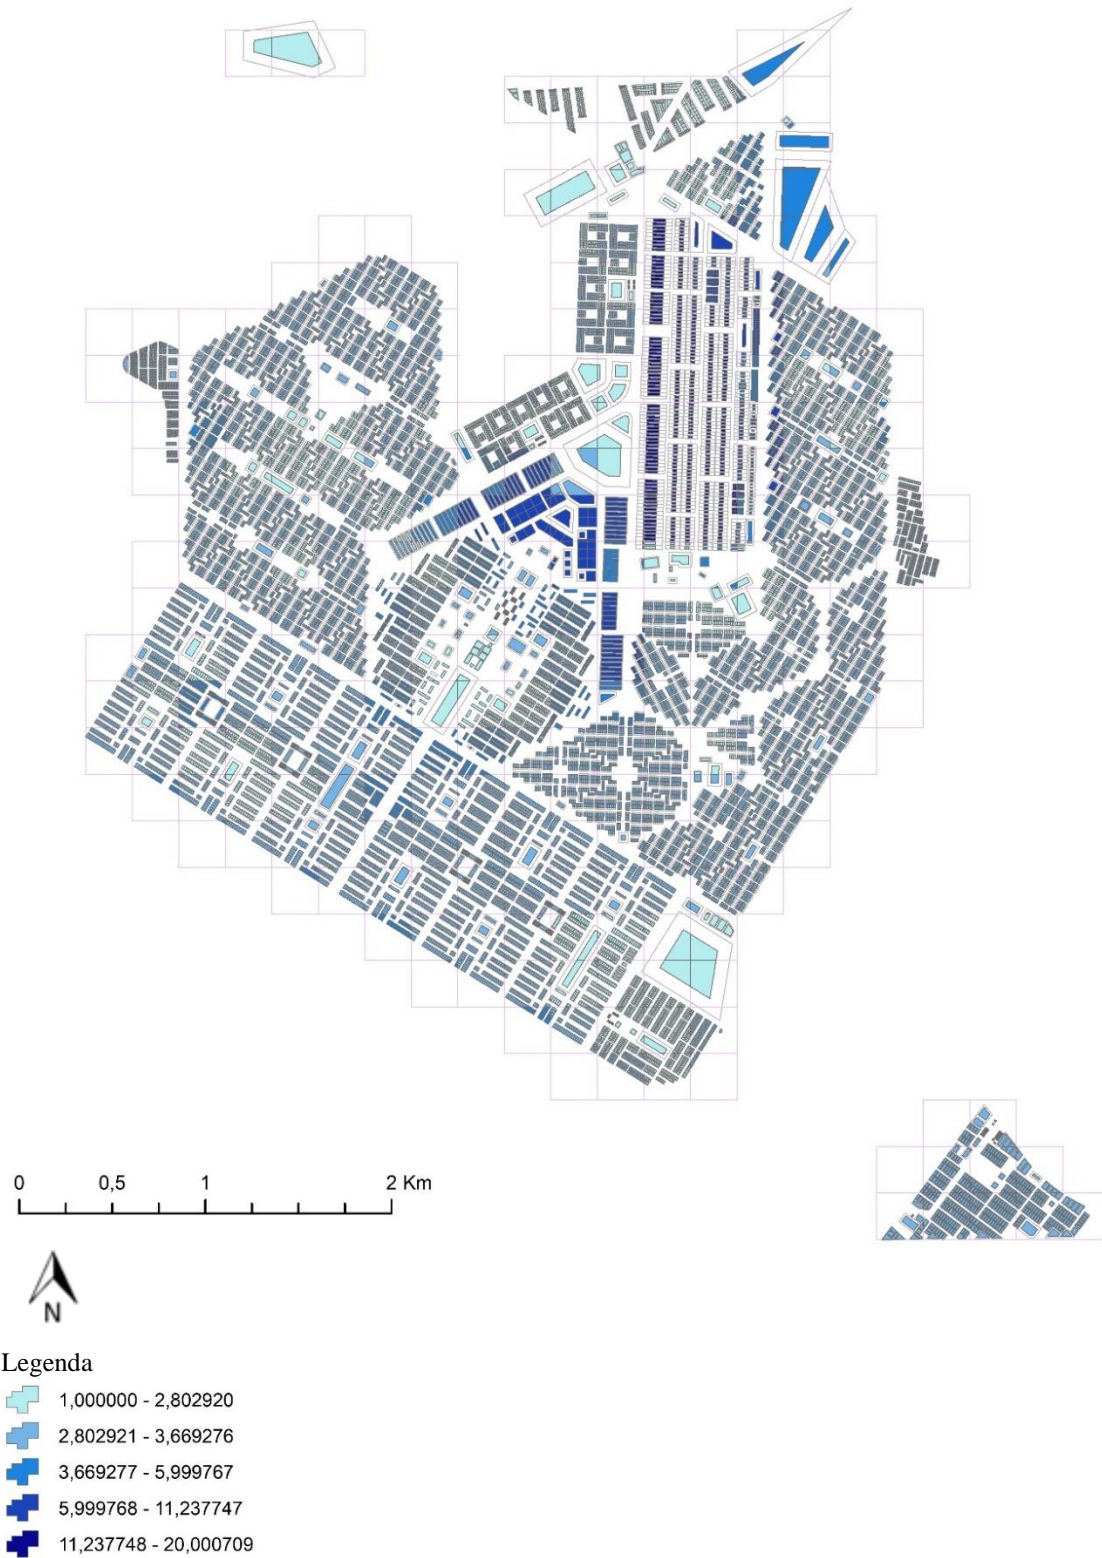 0 0,5 1 2 Km
N
Legenda
1,000000 - 2,802920
2,802921 - 3,669276
3,669277 - 5,999767
5,999768 - 11,237747
11,237748 - 20,000709